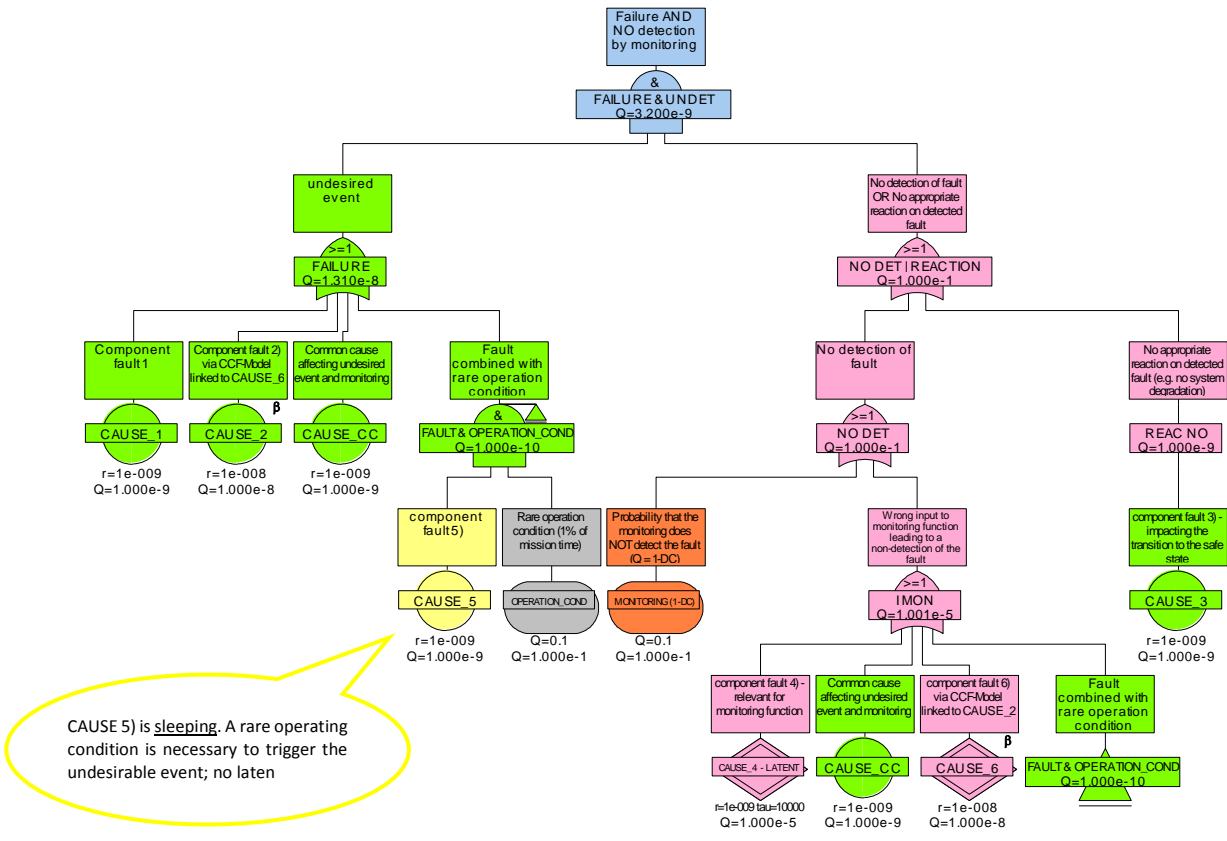 Failure AND
NO detection
by monitoring
&
FAILURE & UNDET
Q=3.200e-9
undesired
event
>=1
FAILURE
Q=1.310e-8
No detection of fault
OR No appropriate
reaction on detected
fault
>=1
NO DET | REACTION
Q=1.000e-1
Component
fault 1
CAUSE_1
r=1e-009
Q=1.000e-9
Component fault 2)
via CCF-Model
linked to CAUSE_6
β
CAUSE_2
r=1e-008
Q=1.000e-8
Common cause
affecting undesired
event and monitoring
CAUSE_CC
r=1e-009
Q=1.000e-9
Fault
combined with
rare operation
condition
&
FAULT & OPERATION_COND
Q=1.000e-10
No detection of
fault
>=1
NO DET
Q=1.000e-1
No appropriate
reaction on detected
fault (e.g. no system
degradation)
REAC NO
Q=1.000e-9
component
fault 5)
CAUSE_5
r=1e-009
Q=1.000e-9
Rare operation
condition (1% of
mission time)
OPERATION_COND
Q=0.1
Q=1.000e-1
Probability that the
monitoring does
NOT detect the fault
(Q = 1-DC)
MONITORING (1-DC)
Q=0.1
Q=1.000e-1
Wrong input to
monitoring function
leading to a
non-detection of the
fault
>=1
IMON
Q=1.001e-5
component fault 3) -
impacting the
transition to the safe
state
CAUSE_3
r=1e-009
Q=1.000e-9
component fault 4) -
relevant for
monitoring function
CAUSE_4 - LATENT
r=1e-009 tau=10000
Q=1.000e-5
Common cause
affecting undesired
event and monitoring
CAUSE_CC
r=1e-009
Q=1.000e-9
component fault 6)
via CCF-Model
linked to CAUSE_2
β
CAUSE_6
r=1e-008
Q=1.000e-8
Fault
combined with
rare operation
condition
FAULT & OPERATION_COND
Q=1.000e-10
CAUSE 5) is sleeping. A rare operating
condition is necessary to trigger the
undesirable event; no laten